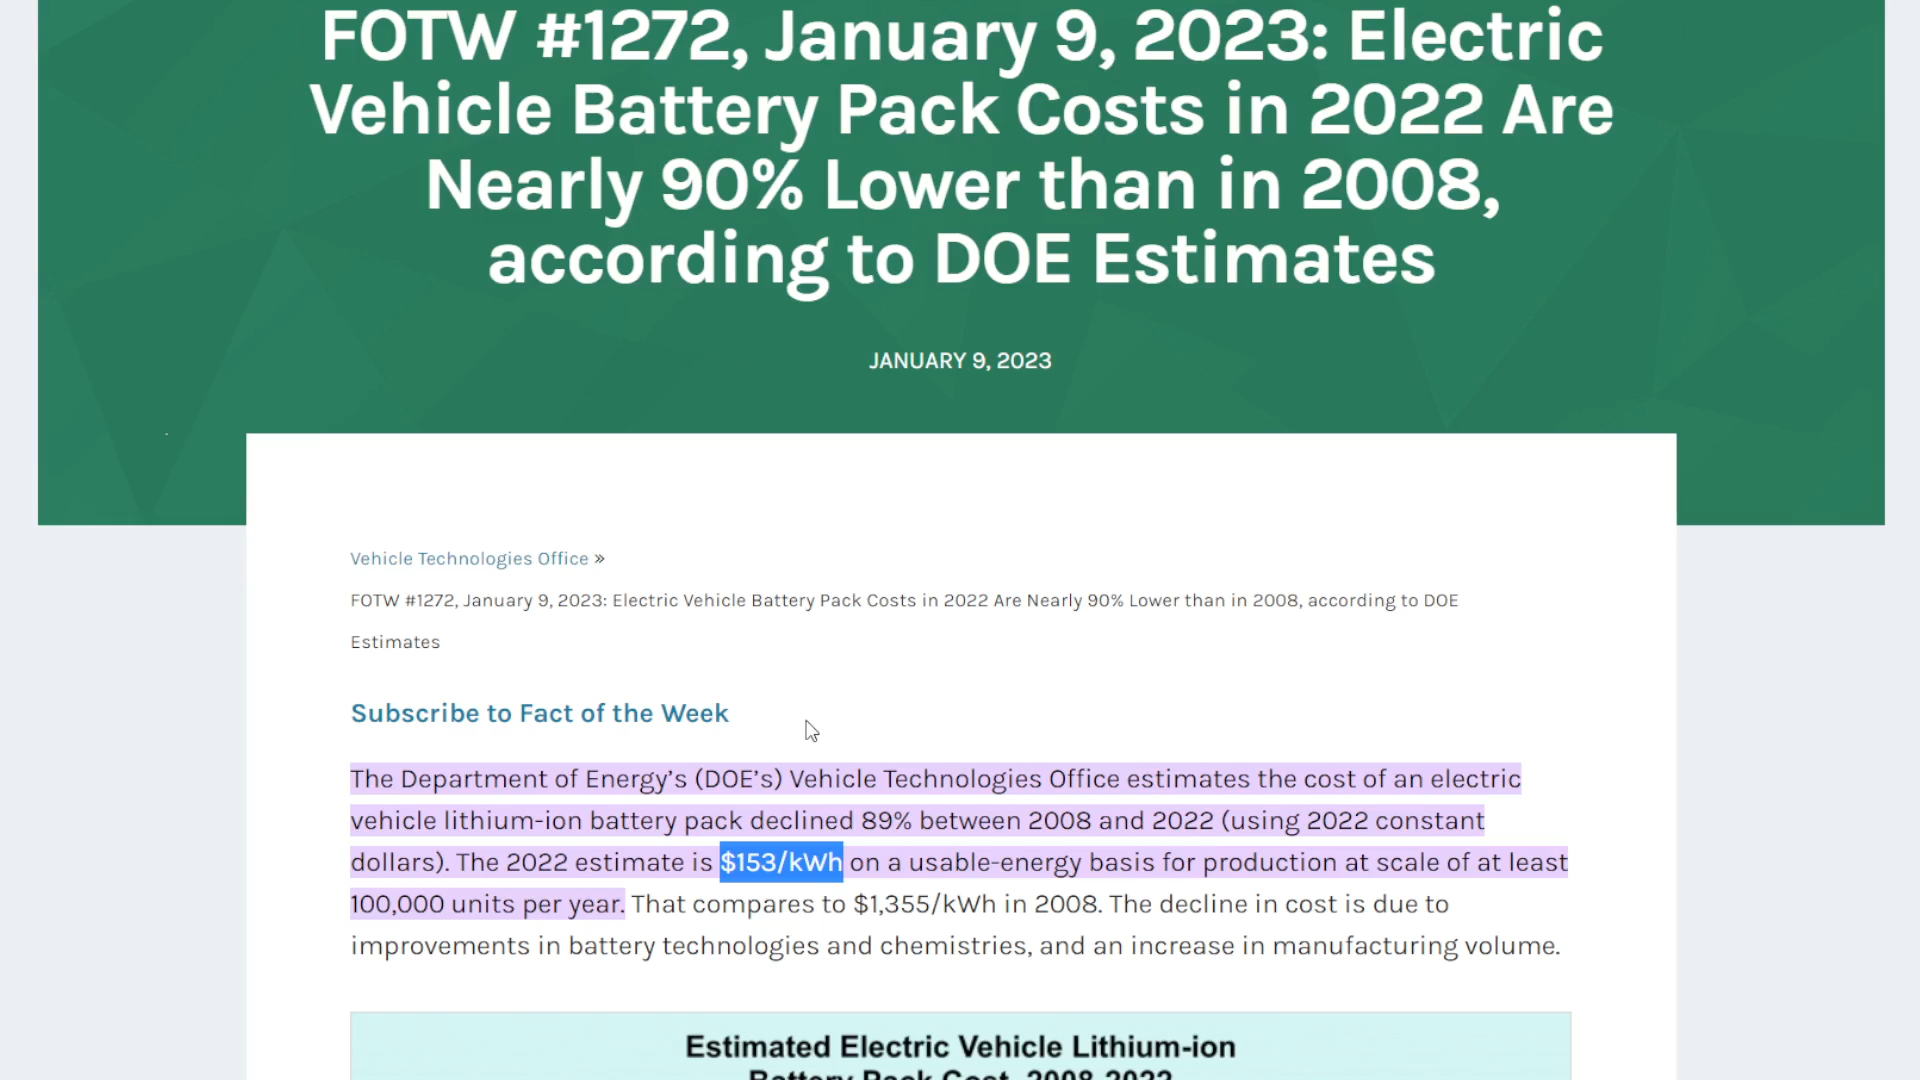 FOTW #1272, January 9, 2023: Electric
Vehicle Battery Pack Costs in 2022 Are
Nearly 90% Lower than in 2008,
according to DOE Estimates
JANUARY 9, 2023
Vehicle Technologies Office »
FOTW #1272, January 9, 2023: Electric Vehicle Battery Pack Costs in 2022 Are Nearly 90% Lower than in 2008, according to DOE
Estimates
Subscribe to Fact of the Week
The Department of Energy’s (DOE’s) Vehicle Technologies Office estimates the cost of an electric
vehicle lithium-ion battery pack declined 89% between 2008 and 2022 (using 2022 constant
dollars). The 2022 estimate is $153/kWh on a usable-energy basis for production at scale of at least
100,000 units per year. That compares to $1,355/kWh in 2008. The decline in cost is due to
improvements in battery technologies and chemistries, and an increase in manufacturing volume.
Estimated Electric Vehicle Lithium-ion
Battery Pack Cost, 2008-2022